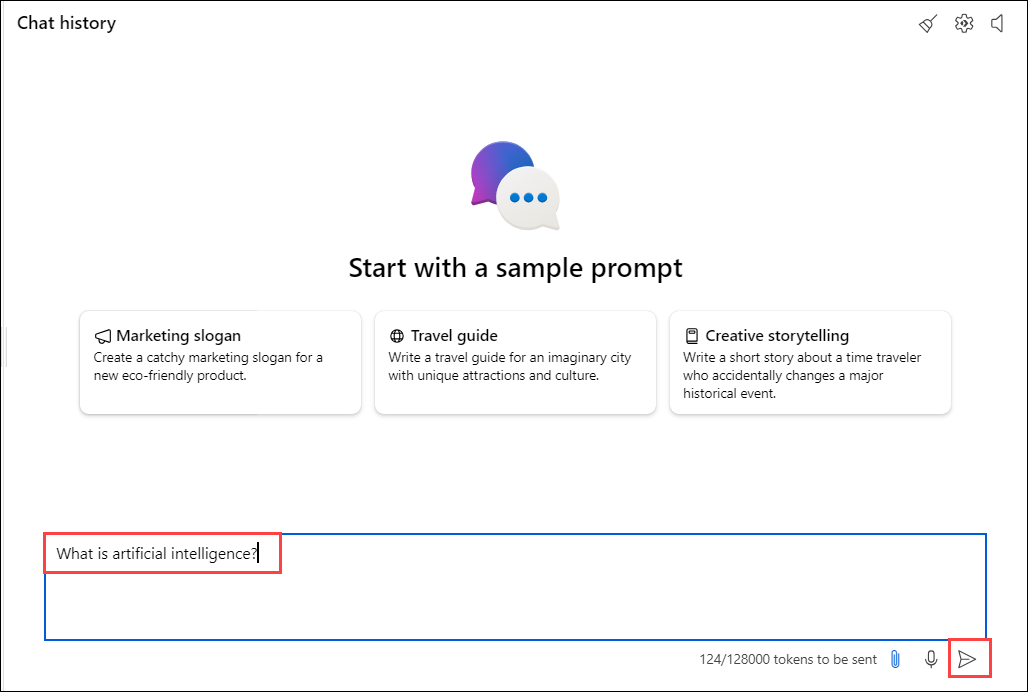 Chat history
Start with a sample prompt
Marketing slogan
Create a catchy marketing slogan for a
new eco-friendly product.
Travel guide
Write a travel guide for an imaginary city
with unique attractions and culture.
Creative storytelling
Write a short story about a time traveler
who accidentally changes a major
historical event.
What is artificial intelligence?
124/128000 tokens to be sent